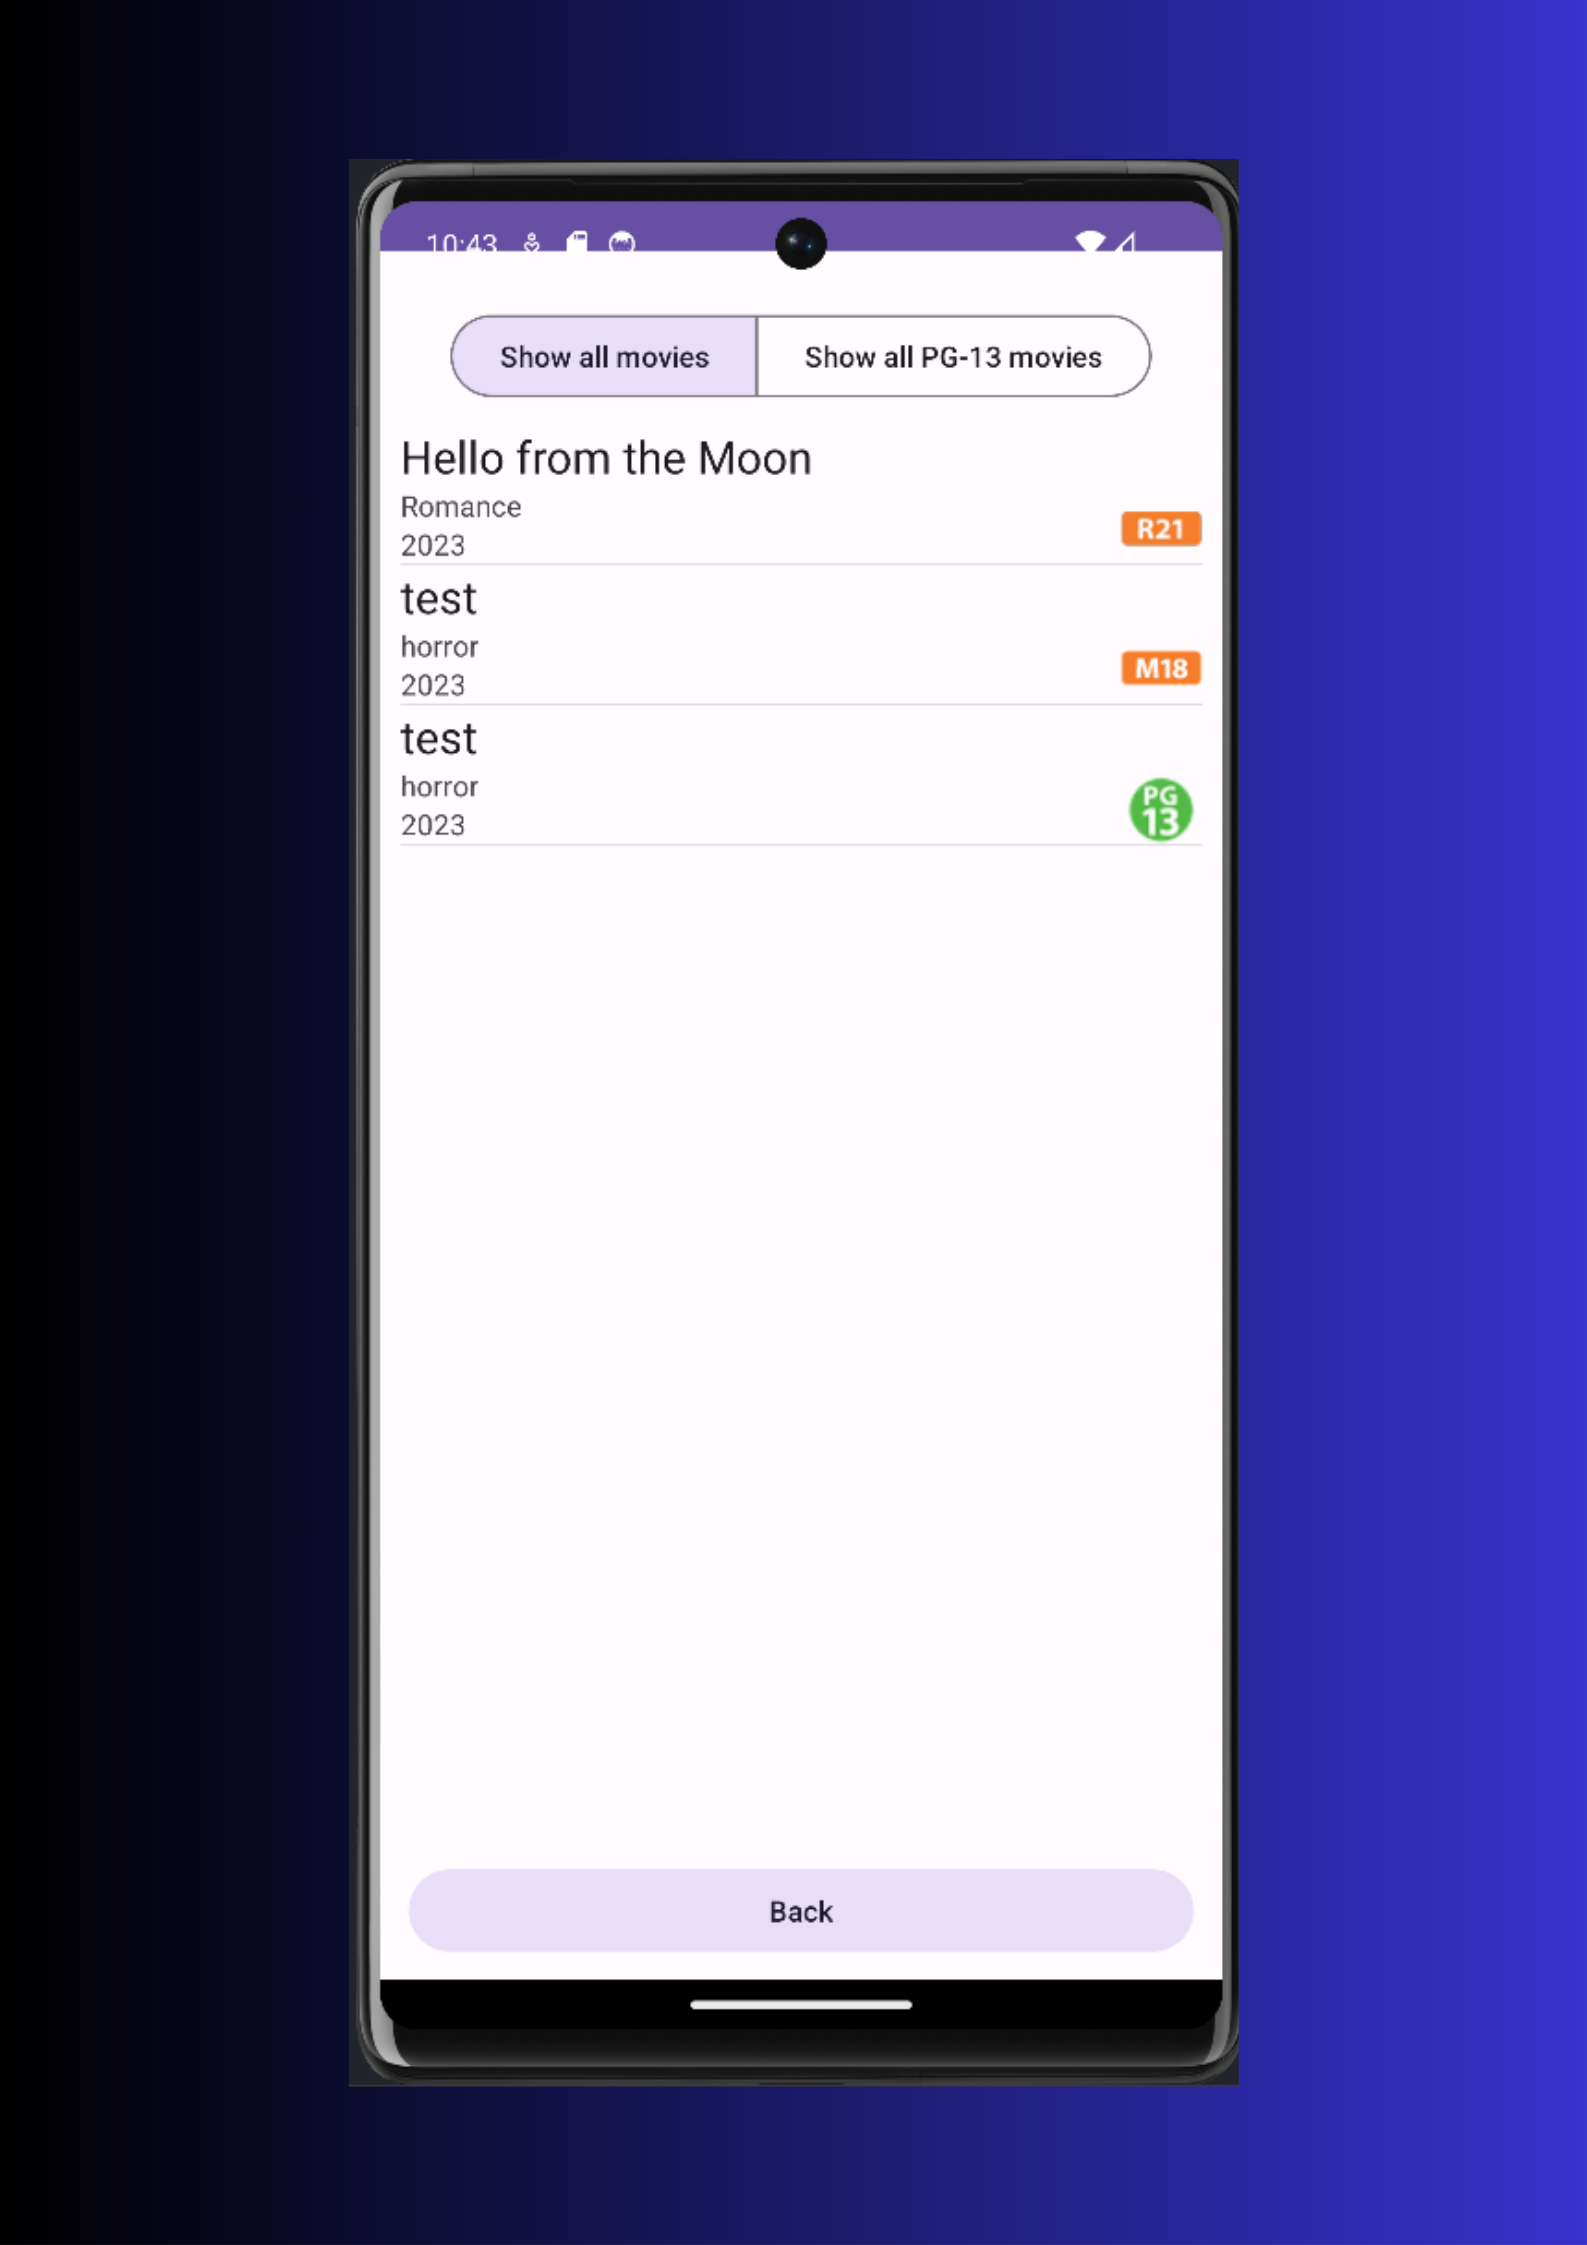 10:43
Show all movies
Show all PG-13 movies
Hello from the Moon
Romance
2023
R21
test
horror
2023
M18
test
horror
2023
PG
13
Back